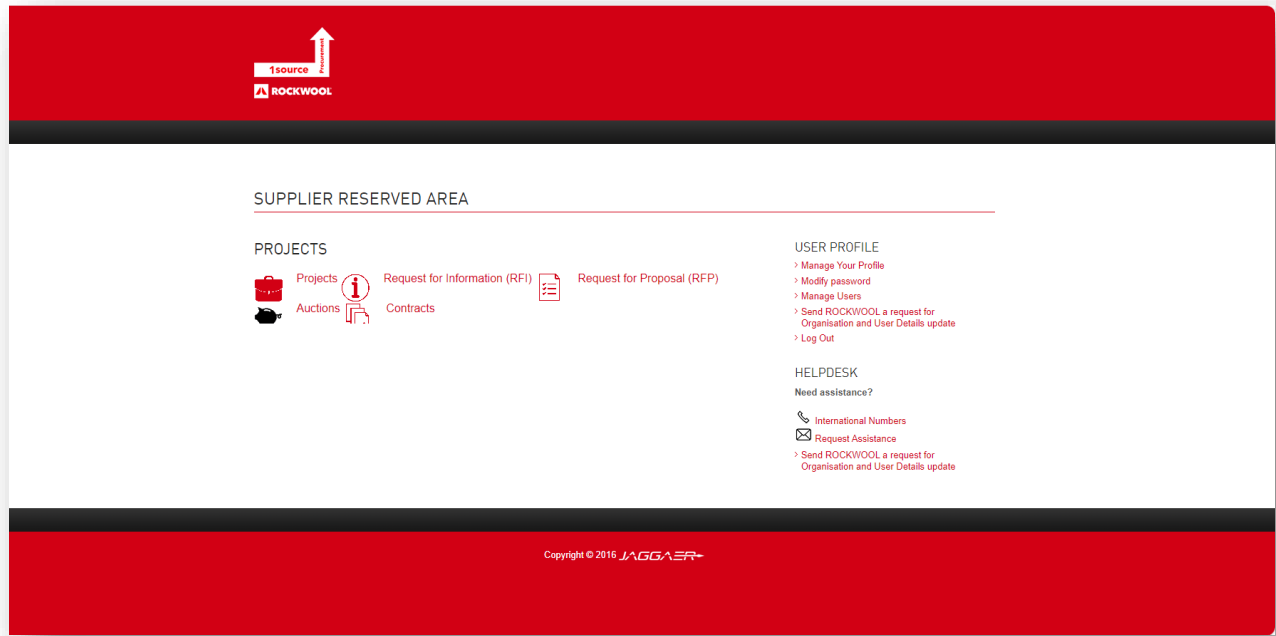 Procurement
1source
ROCKWOOL
SUPPLIER RESERVED AREA
PROJECTS
Projects
Request for Information (RFI)
Request for Proposal (RFP)
Auctions
Contracts
USER PROFILE
› Manage Your Profile
› Modify password
› Manage Users
› Send ROCKWOOL a request for
Organisation and User Details update
› Log Out
HELPDESK
Need assistance?
International Numbers
Request Assistance
› Send ROCKWOOL a request for
Organisation and User Details update
Copyright © 2016 JAGGAER